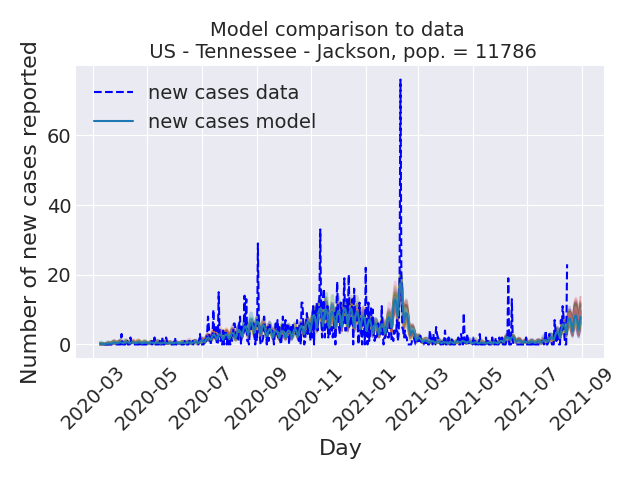 Model comparison to data
US - Tennessee - Jackson, pop. = 11786
Number of new cases reported
new cases data
new cases model
60
40
20
0
2020-03
2020-05
2020-07
2020-09
2020-11
2021-01
2021-03
2021-05
2021-07
2021-09
Day